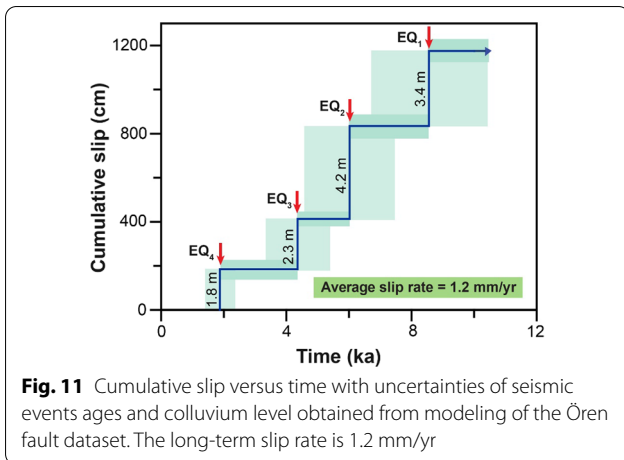 1200
800
400
0
Cumulative slip (cm)
EQ1
3.4 m
EQ2
4.2 m
EQ3
2.3 m
EQ4
1.8 m
Average slip rate = 1.2 mm/yr
0 4 8 12
Time (ka)
Fig. 11 Cumulative slip versus time with uncertainties of seismic
events ages and colluvium level obtained from modeling of the Ören
fault dataset. The long-term slip rate is 1.2 mm/yr